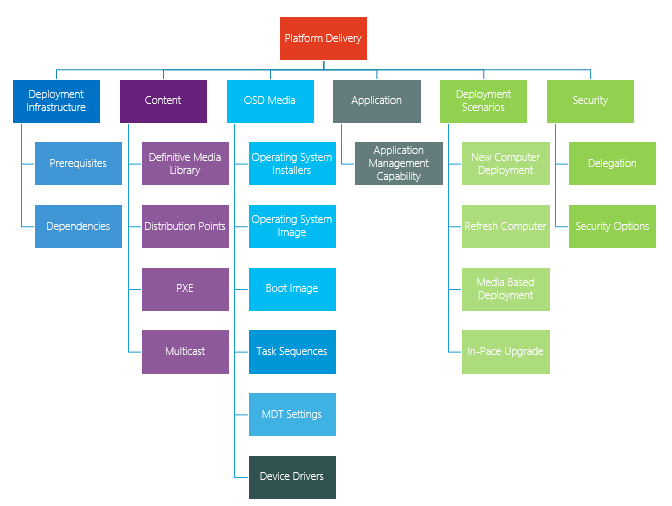 Platform Delivery
Deployment
Infrastructure
Content
OSD Media
Application
Deployment
Scenarios
Security
Prerequisites
Dependencies
Definitive Media
Library
Distribution Points
PXE
Multicast
Operating System
Installers
Operating System
Image
Boot Image
Task Sequences
MDT Settings
Device Drivers
Application
Management
Capability
New Computer
Deployment
Refresh Computer
Media Based
Deployment
In-Pace Upgrade
Delegation
Security Options